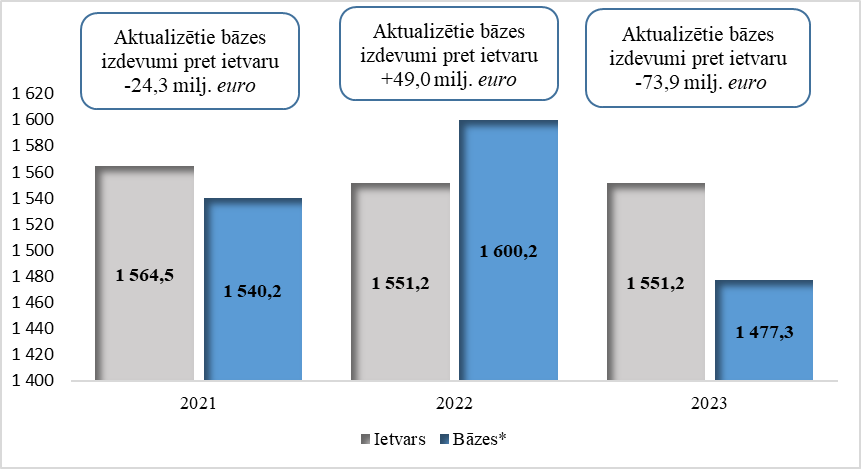 Aktualizētie bāzes
izdevumi pret ietvaru
-24,3 milj. euro
Aktualizētie bāzes
izdevumi pret ietvaru
+49,0 milj. euro
Aktualizētie bāzes
izdevumi pret ietvaru
-73,9 milj. euro
1 620
1 600
1 580
1 560
1 540
1 520
1 500
1 480
1 460
1 440
1 420
1 400
1 564,5
1 540,2
1 551,2
1 600,2
1 551,2
1 477,3
2021
2022
2023
Ietvars
Bāzes*